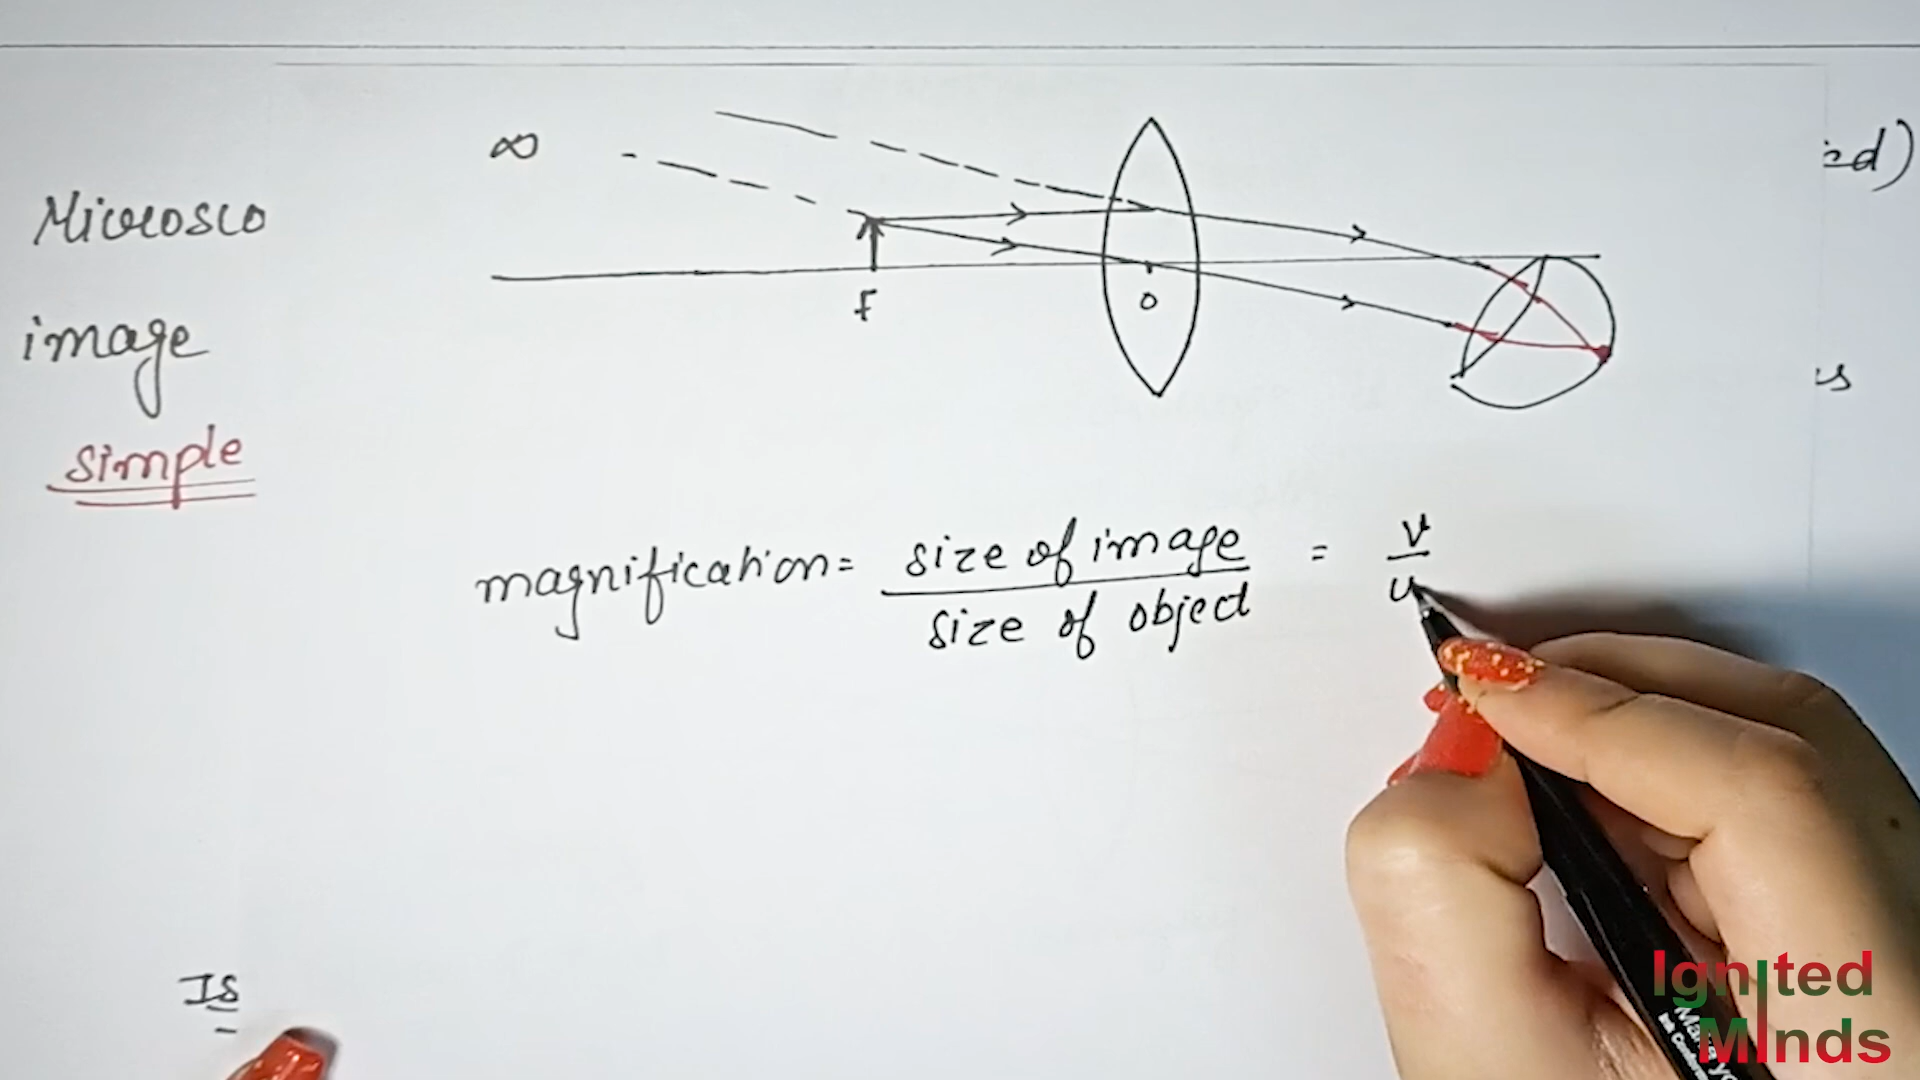 ∞
Microsco
image
simple
f
o
magnification = size of image / size of object = v / u
Is
Ignited
Minds